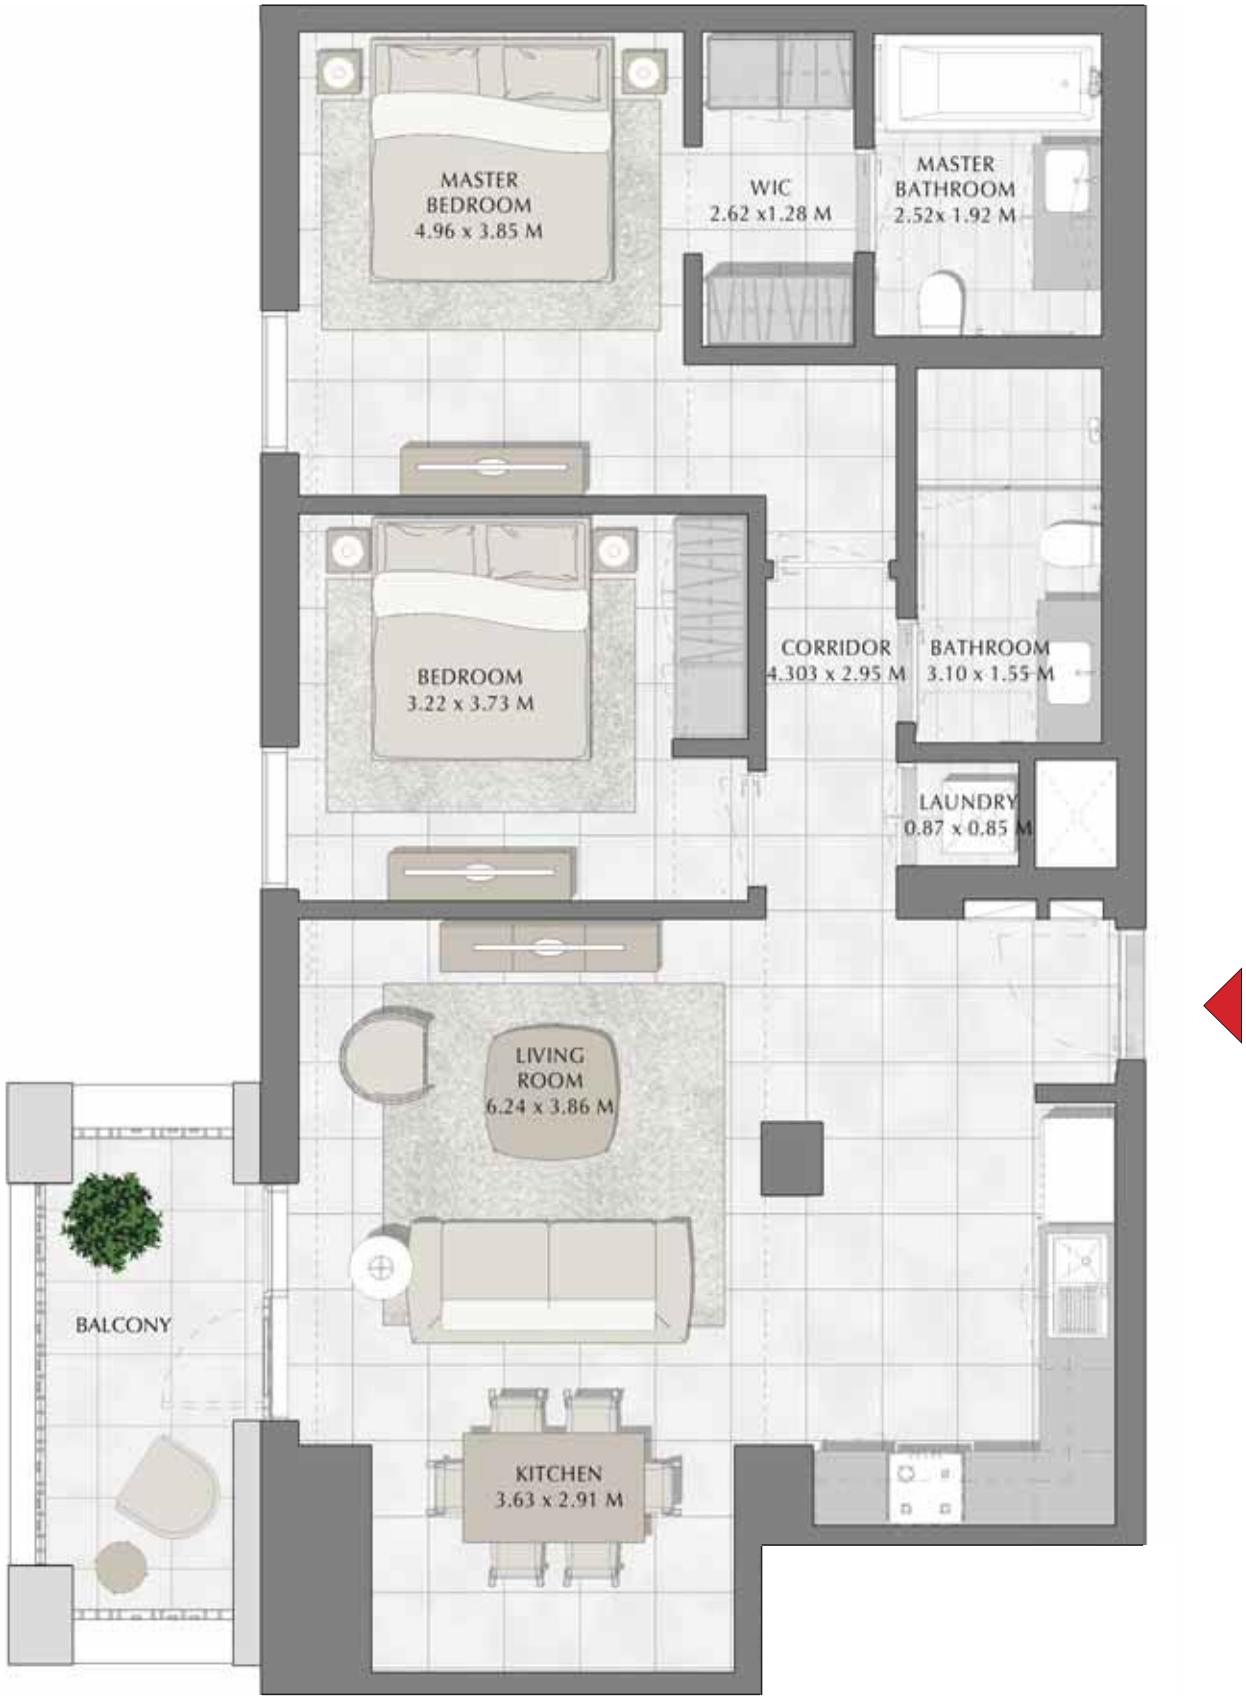 MASTER
BEDROOM
4.96 x 3.85 M
WIC
2.62 x1.28 M
MASTER
BATHROOM
2.52x 1.92 M
BEDROOM
3.22 x 3.73 M
CORRIDOR
4.303 x 2.95 M
BATHROOM
3.10 x 1.55 M
LAUNDRY
0.87 x 0.85 M
LIVING
ROOM
6.24 x 3.86 M
BALCONY
KITCHEN
3.63 x 2.91 M